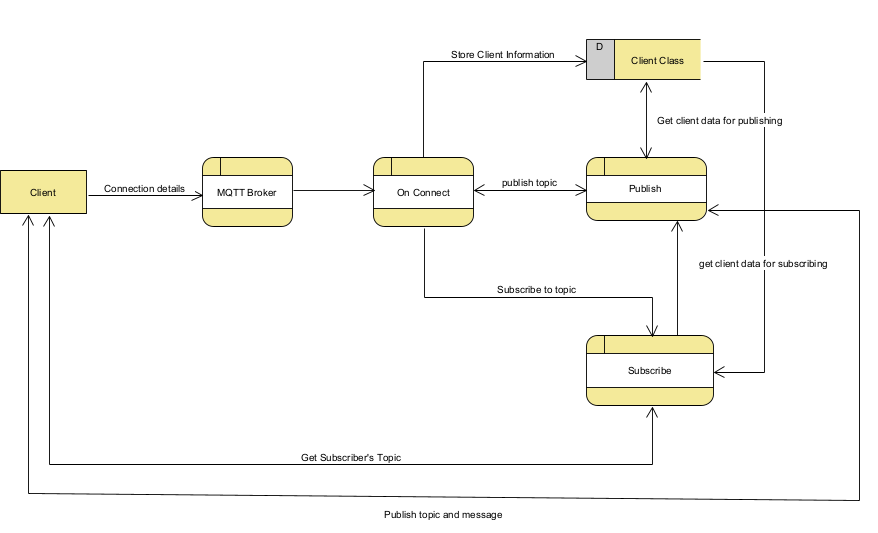 D
Store Client Information
Client Class
Get client data for publishing
Client
Connection details
MQTT Broker
On Connect
publish topic
Publish
get client data for subscribing
Subscribe to topic
Subscribe
Get Subscriber's Topic
Publish topic and message